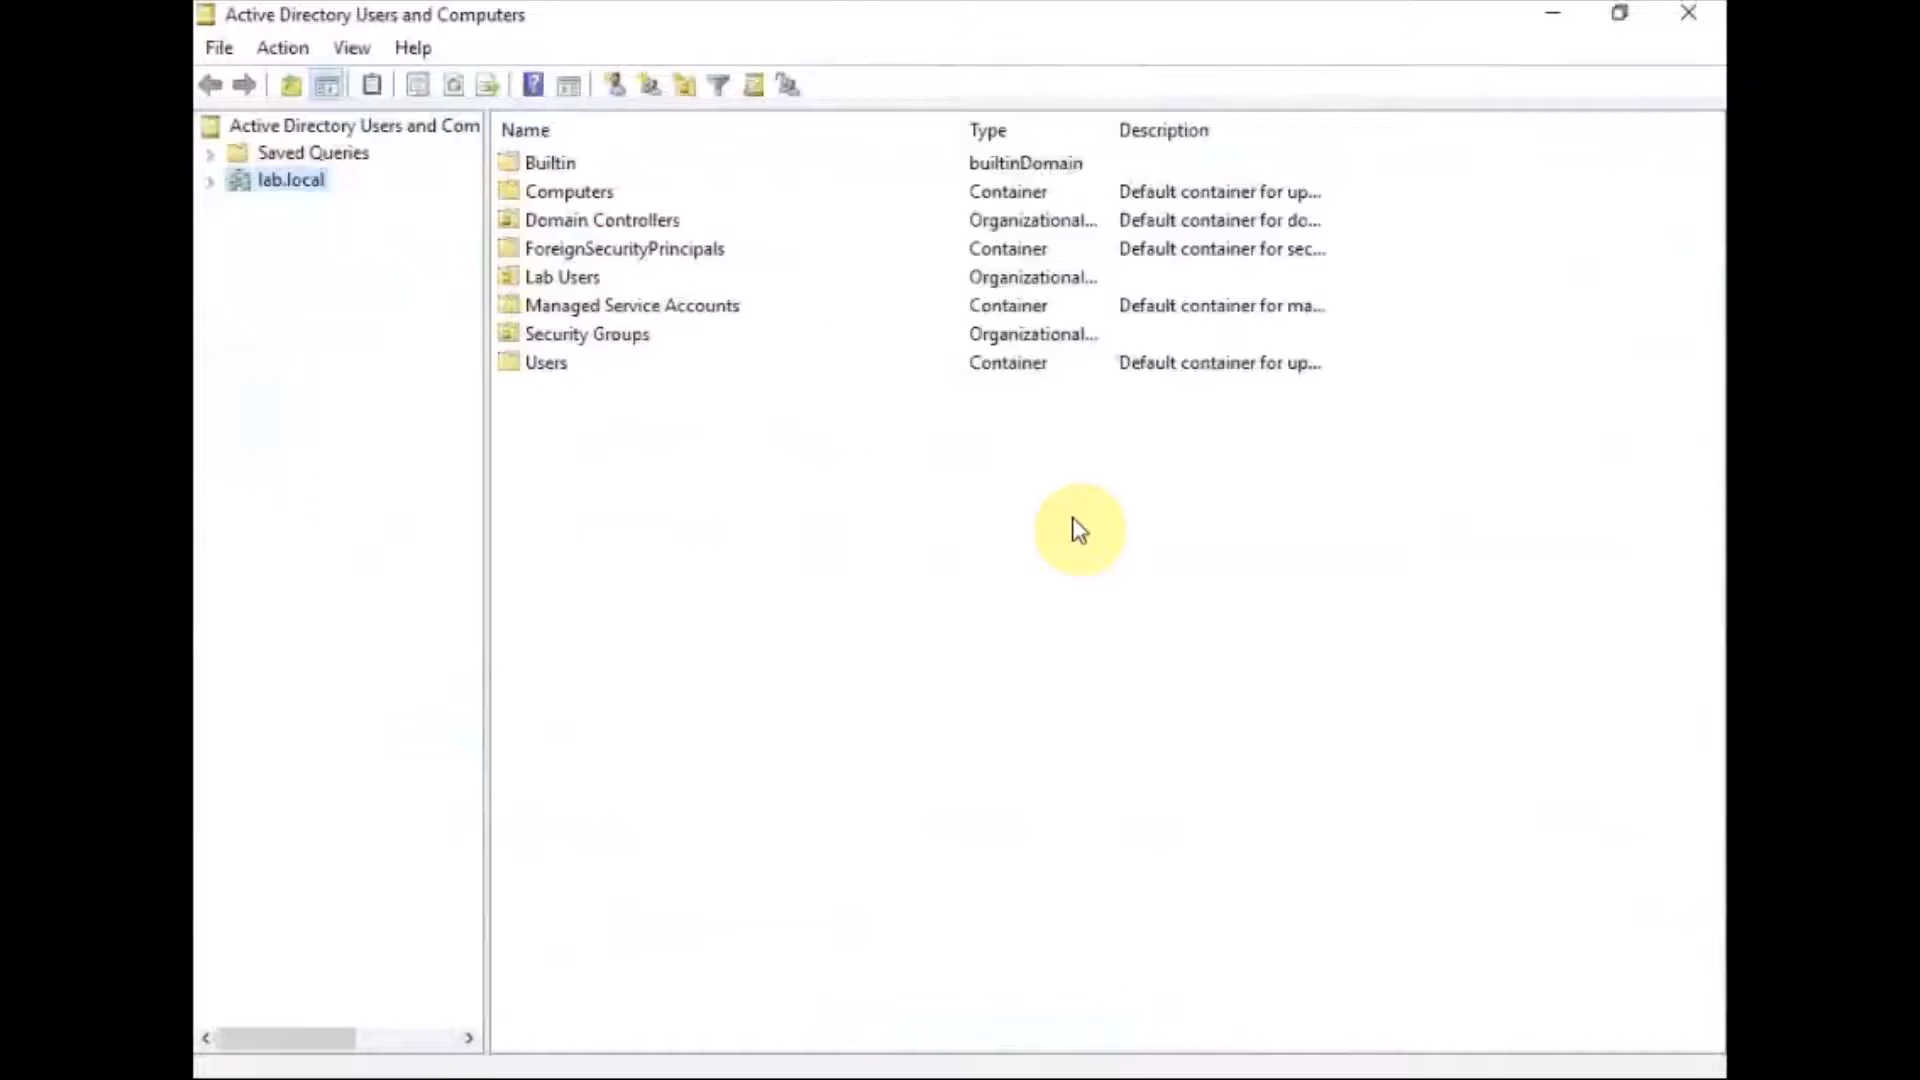 Active Directory Users and Computers
File Action View Help
Active Directory Users and Com
Saved Queries
lab.local
Name Type Description
Builtin builtinDomain
Computers Container Default container for up...
Domain Controllers Organizational... Default container for do...
ForeignSecurityPrincipals Container Default container for sec...
Lab Users Organizational...
Managed Service Accounts Container Default container for ma...
Security Groups Organizational...
Users Container Default container for up...